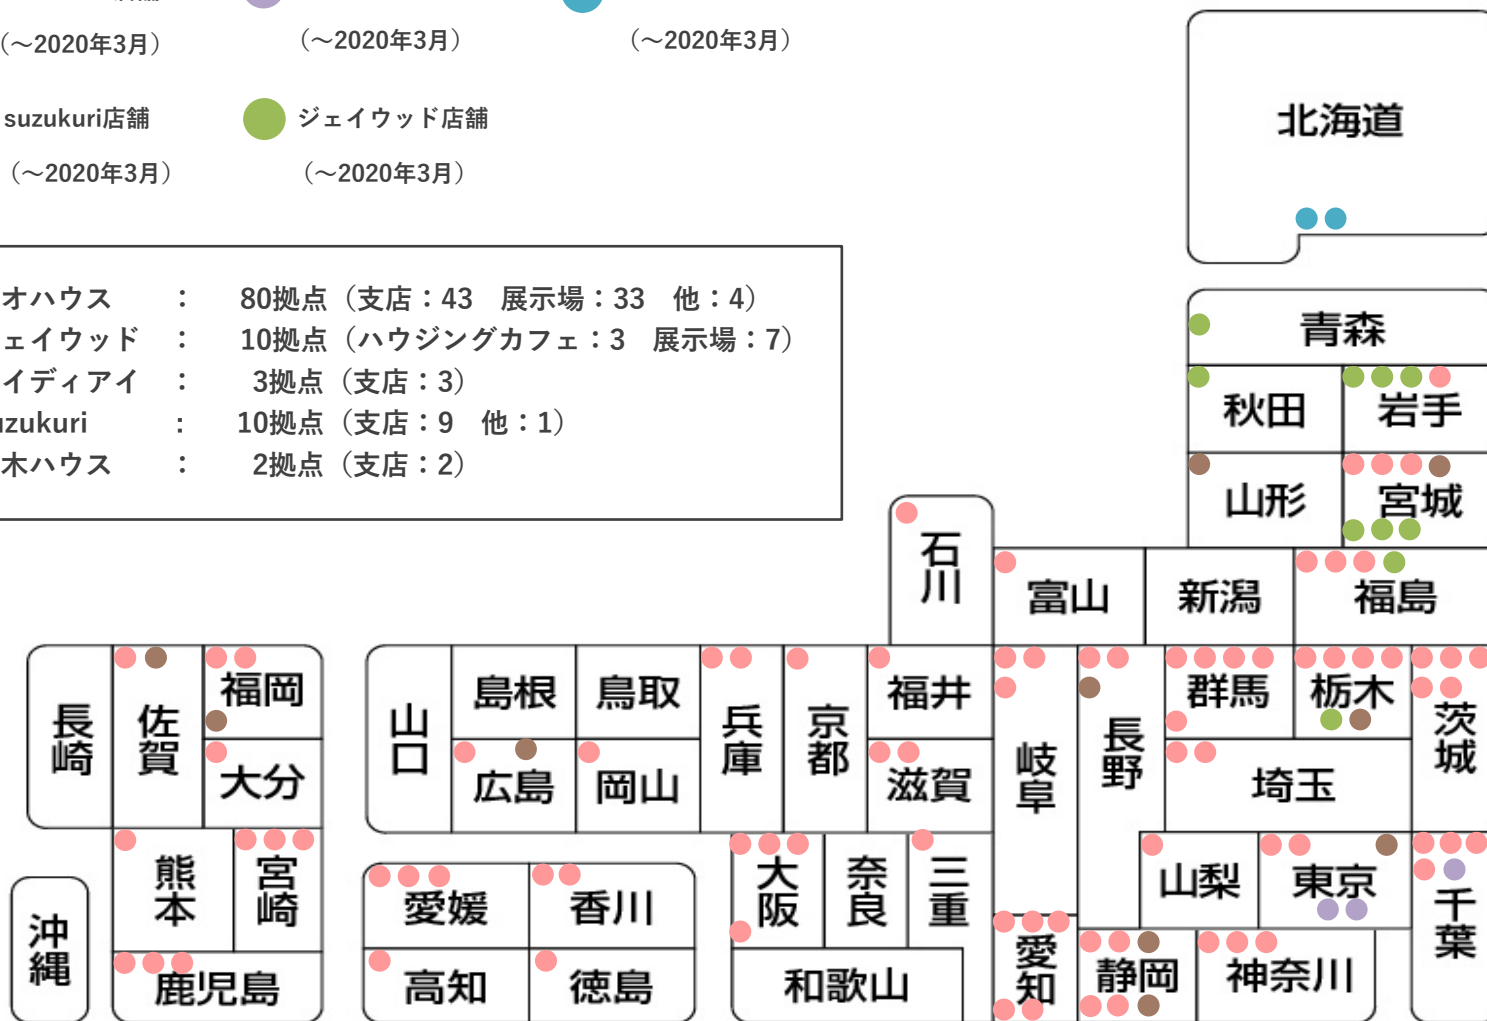 (～2020年3月)
(～2020年3月)
(～2020年3月)
suzukuri店舗
ジェイウッド店舗
(～2020年3月)
(～2020年3月)
オハウス ： 80拠点（支店：43 展示場：33 他：4）
ェイウッド ： 10拠点（ハウジングカフェ：3 展示場：7）
イディアイ ： 3拠点（支店：3）
uzukuri : 10拠点（支店：9 他：1）
木ハウス ： 2拠点（支店：2）
北海道
青森
秋田
岩手
山形
宮城
石川
富山
新潟
福島
長崎
佐賀
福岡
大分
熊本
宮崎
鹿児島
沖縄
山口
島根
鳥取
広島
岡山
兵庫
京都
福井
滋賀
岐阜
長野
群馬
栃木
茨城
埼玉
山梨
東京
千葉
愛媛
香川
高知
徳島
大阪
奈良
三重
和歌山
愛知
静岡
神奈川